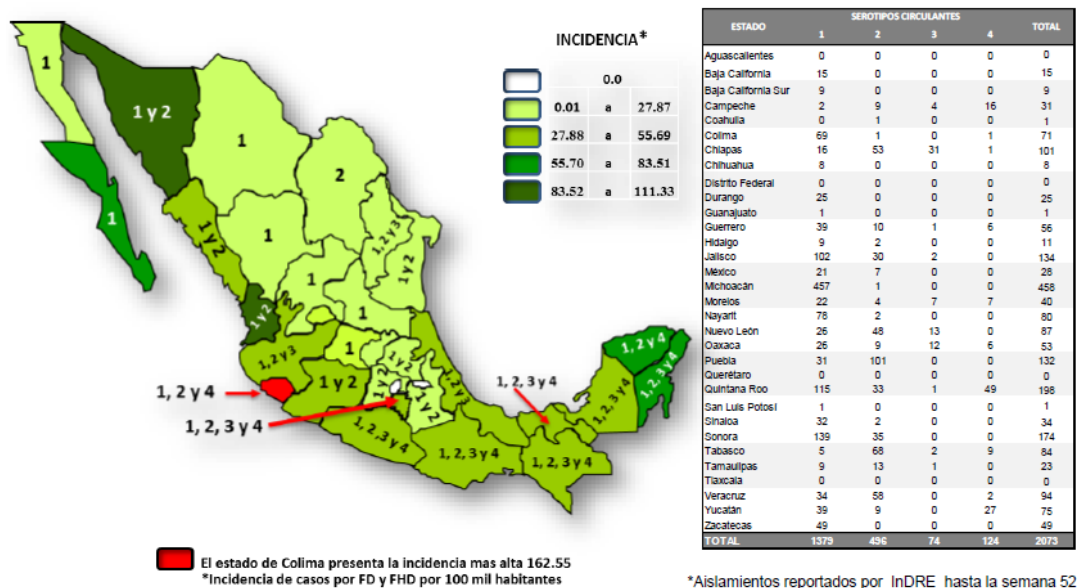 INCIDENCIA*
0.0
0.01 a 27.87
27.88 a 55.69
55.70 a 83.51
83.52 a 111.33
1
1 y 2
1
1
2
1 y 2
1
1, 2 y3
1 y 2
1
1
1 y 2
1, 2 y3
1
1 y 2
1 y 2
1 y 2
1, 2 y 4
1, 2, 3 y 4
1, 2 y 3
1, 2, 3 y 4
1, 2, 3 y 4
1, 2, 3 y 4
1, 2, 3 y 4
1, 2, 3 y 4
1, 2 y 4
1, 2, 3 y 4
El estado de Colima presenta la incidencia mas alta 162.55
*Incidencia de casos por FD y FHD por 100 mil habitantes
ESTADO SEROTIPOS CIRCULANTES TOTAL
1 2 3 4
Aguascalientes 0 0 0 0 0
Baja California 15 0 0 0 15
Baja California Sur 9 0 0 0 9
Campeche 2 9 4 16 31
Coahuila 0 1 0 0 1
Colima 69 1 0 1 71
Chiapas 16 53 31 1 101
Chihuahua 8 0 0 0 8
Distrito Federal 0 0 0 0 0
Durango 25 0 0 0 25
Guanajuato 1 0 0 0 1
Guerrero 39 10 1 6 56
Hidalgo 9 2 0 0 11
Jalisco 102 30 2 0 134
México 21 7 0 0 28
Michoacán 457 1 0 0 458
Morelos 22 4 7 7 40
Nayarit 78 2 0 0 80
Nuevo León 26 48 13 0 87
Oaxaca 26 9 12 6 53
Puebla 31 101 0 0 132
Querétaro 0 0 0 0 0
Quintana Roo 115 33 1 49 198
San Luis Potosí 1 0 0 0 1
Sinaloa 32 2 0 0 34
Sonora 139 35 0 0 174
Tabasco 5 68 2 9 84
Tamaulipas 9 13 1 0 23
Tlaxcala 0 0 0 0 0
Veracruz 34 58 0 2 94
Yucatán 39 9 0 27 75
Zacatecas 49 0 0 0 49
TOTAL 1379 496 74 124 2073
*Aislamientos reportados por InDRE hasta la semana 52